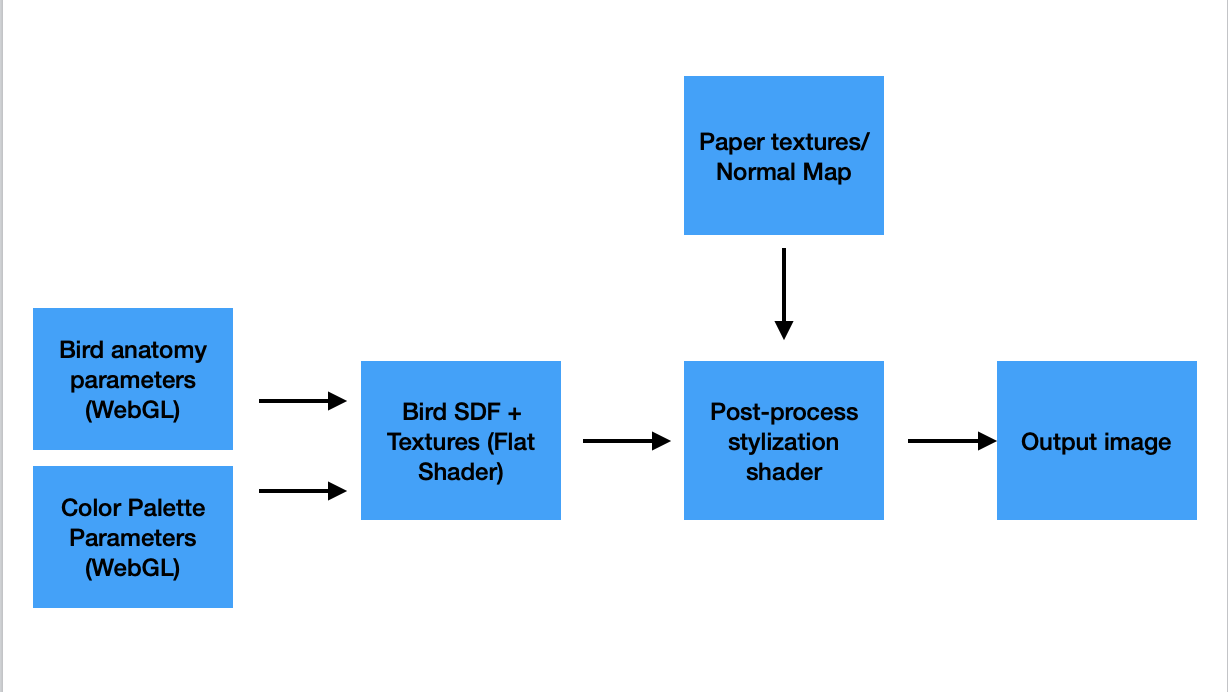 Paper textures/
Normal Map
Bird anatomy
parameters
(WebGL)
Color Palette
Parameters
(WebGL)
Bird SDF +
Textures (Flat
Shader)
Post-process
stylization
shader
Output image